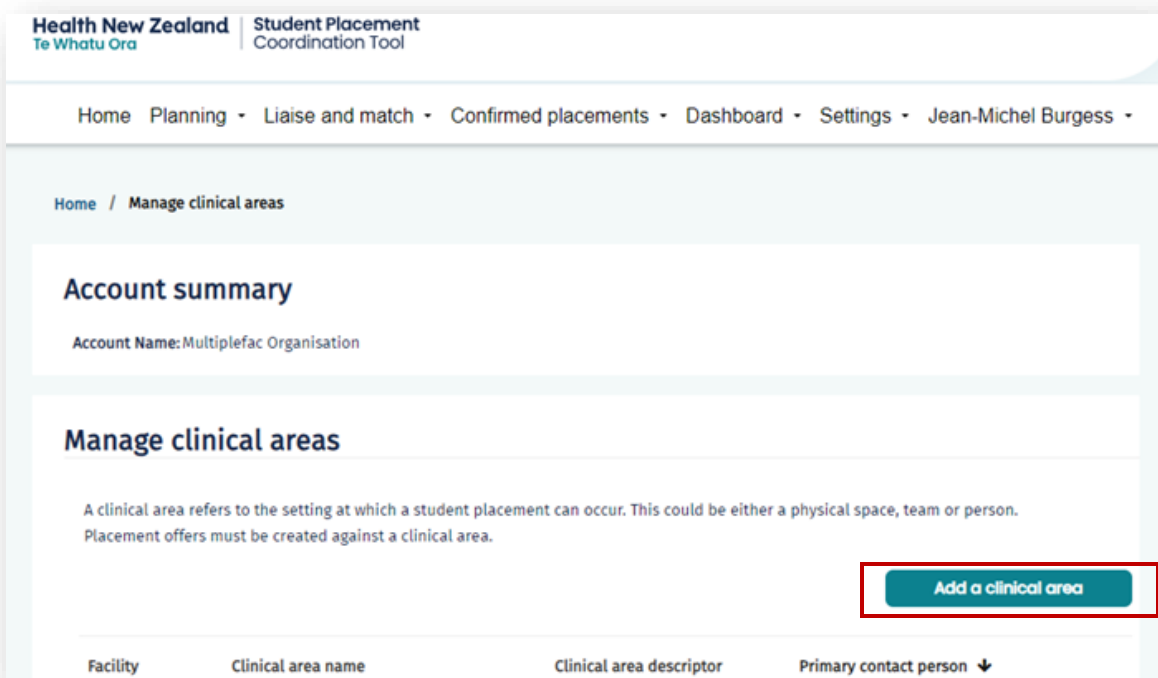 Health New Zealand
Te Whatu Ora
Student Placement
Coordination Tool
Home Planning Liaise and match Confirmed placements Dashboard Settings Jean-Michel Burgess
Home / Manage clinical areas
Account summary
Account Name: Multiplefac Organisation
Manage clinical areas
A clinical area refers to the setting at which a student placement can occur. This could be either a physical space, team or person.
Placement offers must be created against a clinical area.
Add a clinical area
Facility Clinical area name Clinical area descriptor Primary contact person